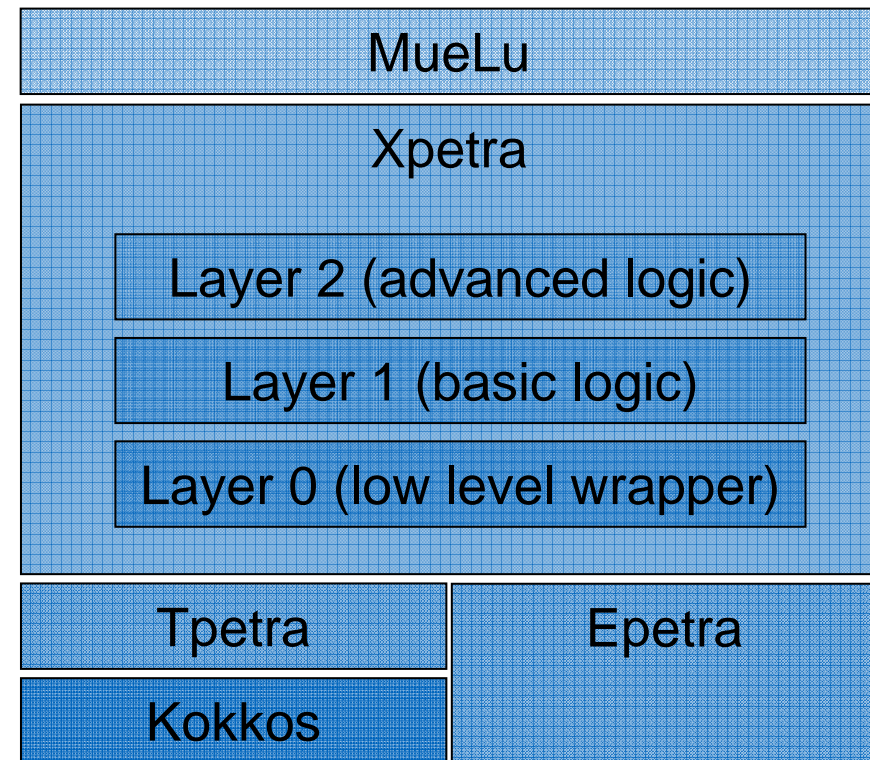 MueLu
Xpetra
Layer 2 (advanced logic)
Layer 1 (basic logic)
Layer 0 (low level wrapper)
Tpetra
Epetra
Kokkos